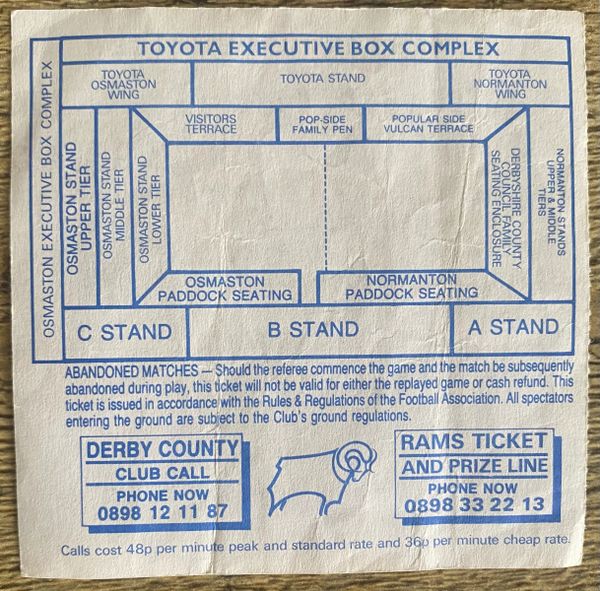 TOYOTA EXECUTIVE BOX COMPLEX
OSMASTON EXECUTIVE BOX COMPLEX
TOYOTA
OSMASTON
WING
TOYOTA STAND
TOYOTA
NORMANTON
WING
VISITORS
TERRACE
POP-SIDE
FAMILY PEN
POPULAR SIDE
VULCAN TERRACE
OSMASTON STAND
UPPER TIER
OSMASTON STAND
MIDDLE TIER
OSMASTON STAND
LOWER TIER
DERBYSHIRE COUNTY
COUNCIL FAMILY
SEATING ENCLOSURE
NORMANTON STANDS
UPPER & MIDDLE
TIERS
OSMASTON
PADDOCK SEATING
NORMANTON
PADDOCK SEATING
C STAND
B STAND
A STAND
ABANDONED MATCHES — Should the referee commence the game and the match be subsequently
abandoned during play, this ticket will not be valid for either the replayed game or cash refund. This
ticket is issued in accordance with the Rules & Regulations of the Football Association. All spectators
entering the ground are subject to the Club's ground regulations.
DERBY COUNTY
CLUB CALL
PHONE NOW
0898 12 11 87
RAMS TICKET
AND PRIZE LINE
PHONE NOW
0898 33 22 13
Calls cost 48p per minute peak and standard rate and 36p per minute cheap rate.